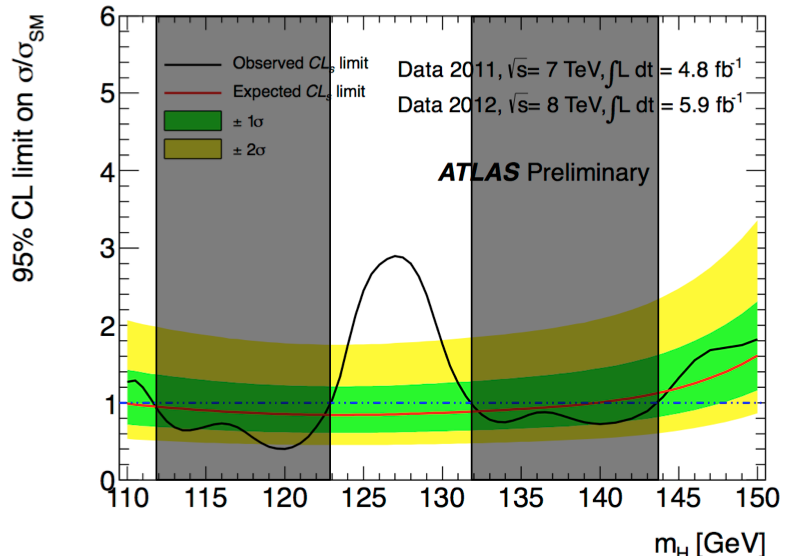 95% CL limit on σ/σSM
6
5
4
3
2
1
0
Observed CLs limit
Expected CLs limit
± 1σ
± 2σ
Data 2011, √s= 7 TeV,∫L dt = 4.8 fb-1
Data 2012, √s= 8 TeV,∫L dt = 5.9 fb-1
ATLAS Preliminary
110 115 120 125 130 135 140 145 150
mH [GeV]